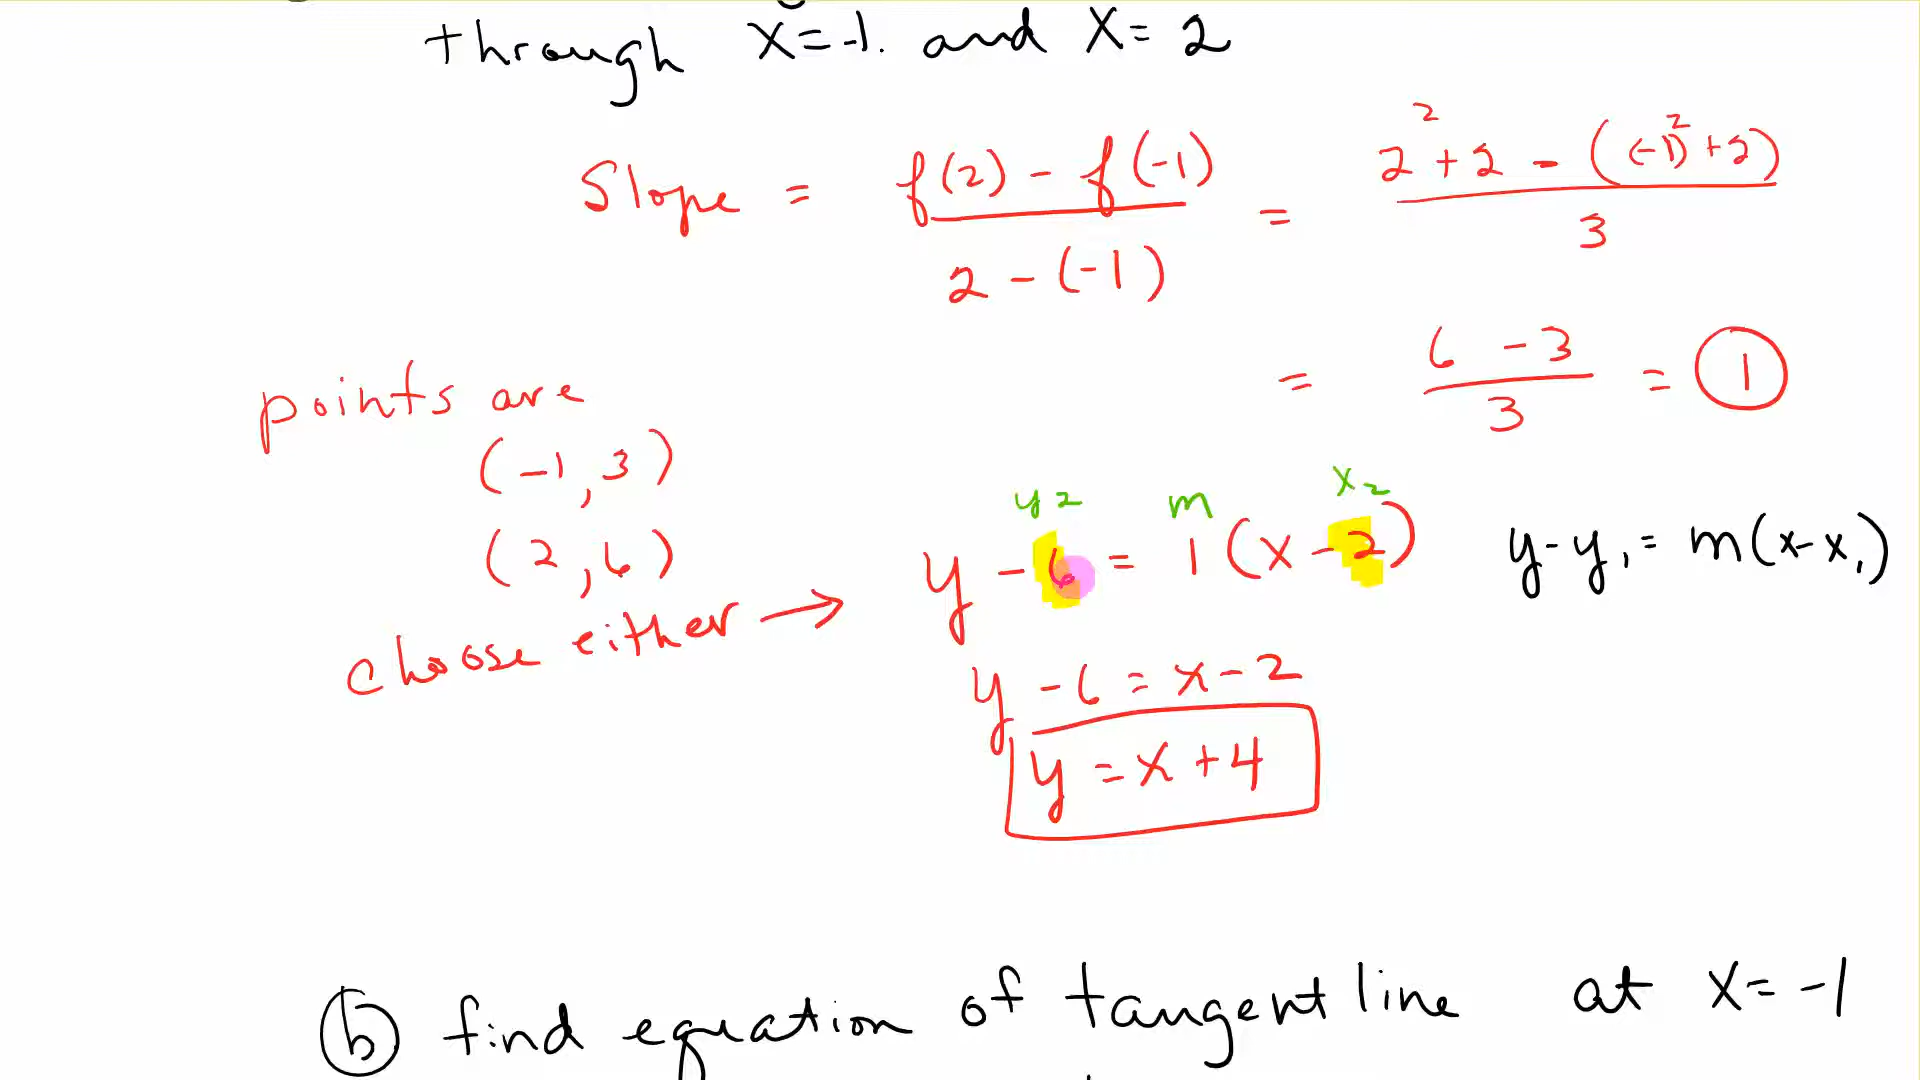 through x=-1. and x=2
Slope = f(2) - f(-1) / 2 - (-1) = 2² + 2 - ((-1)² + 2) / 3
= 6 - 3 / 3 = 1
points are
(-1, 3)
(2, 6)
choose either →
y2 m x2
y - 6 = 1(x - 2) y - y₁ = m(x - x₁)
y - 6 = x - 2
y = x + 4
(b) find equation of tangent line at x = -1